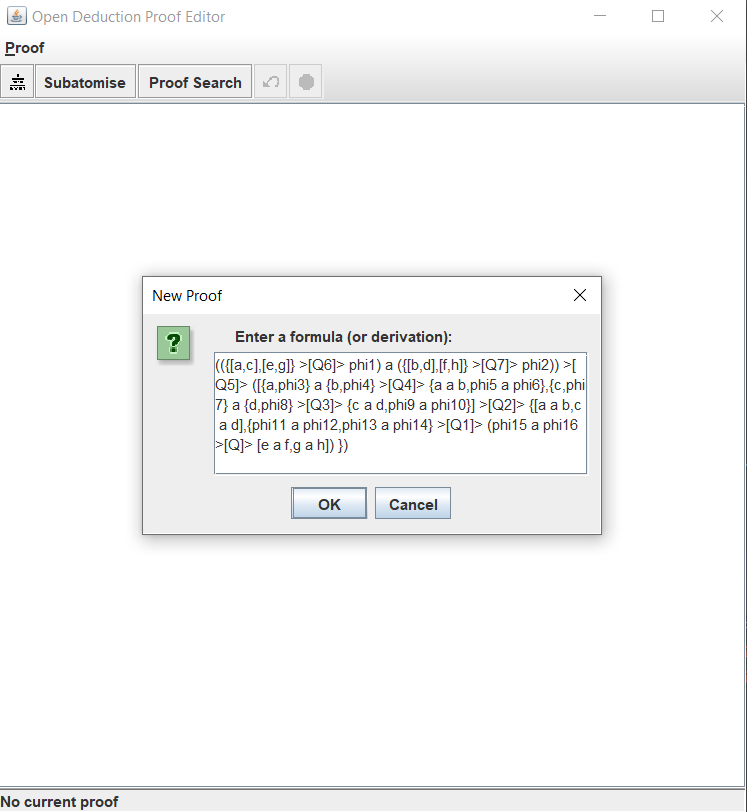 Open Deduction Proof Editor
Proof
Subatomise Proof Search
New Proof
Enter a formula (or derivation):
(({[a,c],[e,g]} >[Q6]> phi1) a ({[b,d],[f,h]} >[Q7]> phi2)) >[
Q5]> ([{a,phi3} a {b,phi4} >[Q4]> {a a b,phi5 a phi6},{c,phi
7} a {d,phi8} >[Q3]> {c a d,phi9 a phi10}] >[Q2]> {[a a b,c
a d],{phi11 a phi12,phi13 a phi14} >[Q1]> (phi15 a phi16
>[Q]> [e a f,g a h]) })
OK Cancel
No current proof